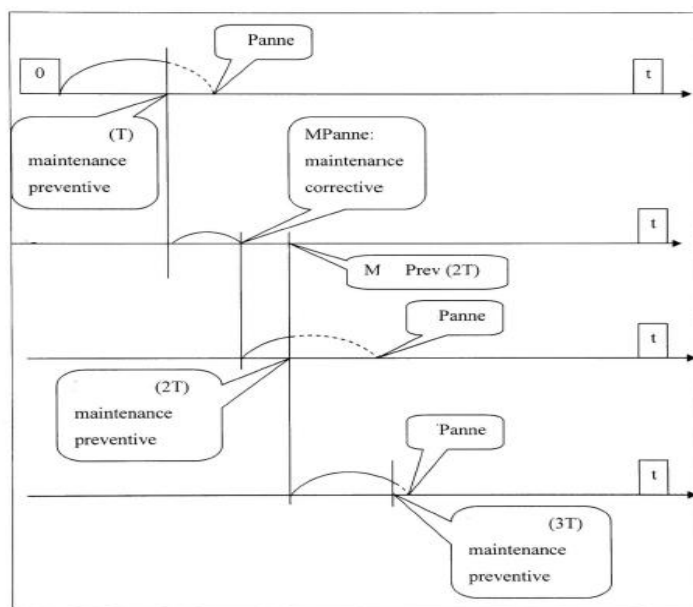 Panne
0
t
(T)
maintenance
preventive
MPanne:
maintenance
corrective
t
M Prev (2T)
Panne
t
(2T)
maintenance
preventive
Panne
t
(3T)
maintenance
preventive